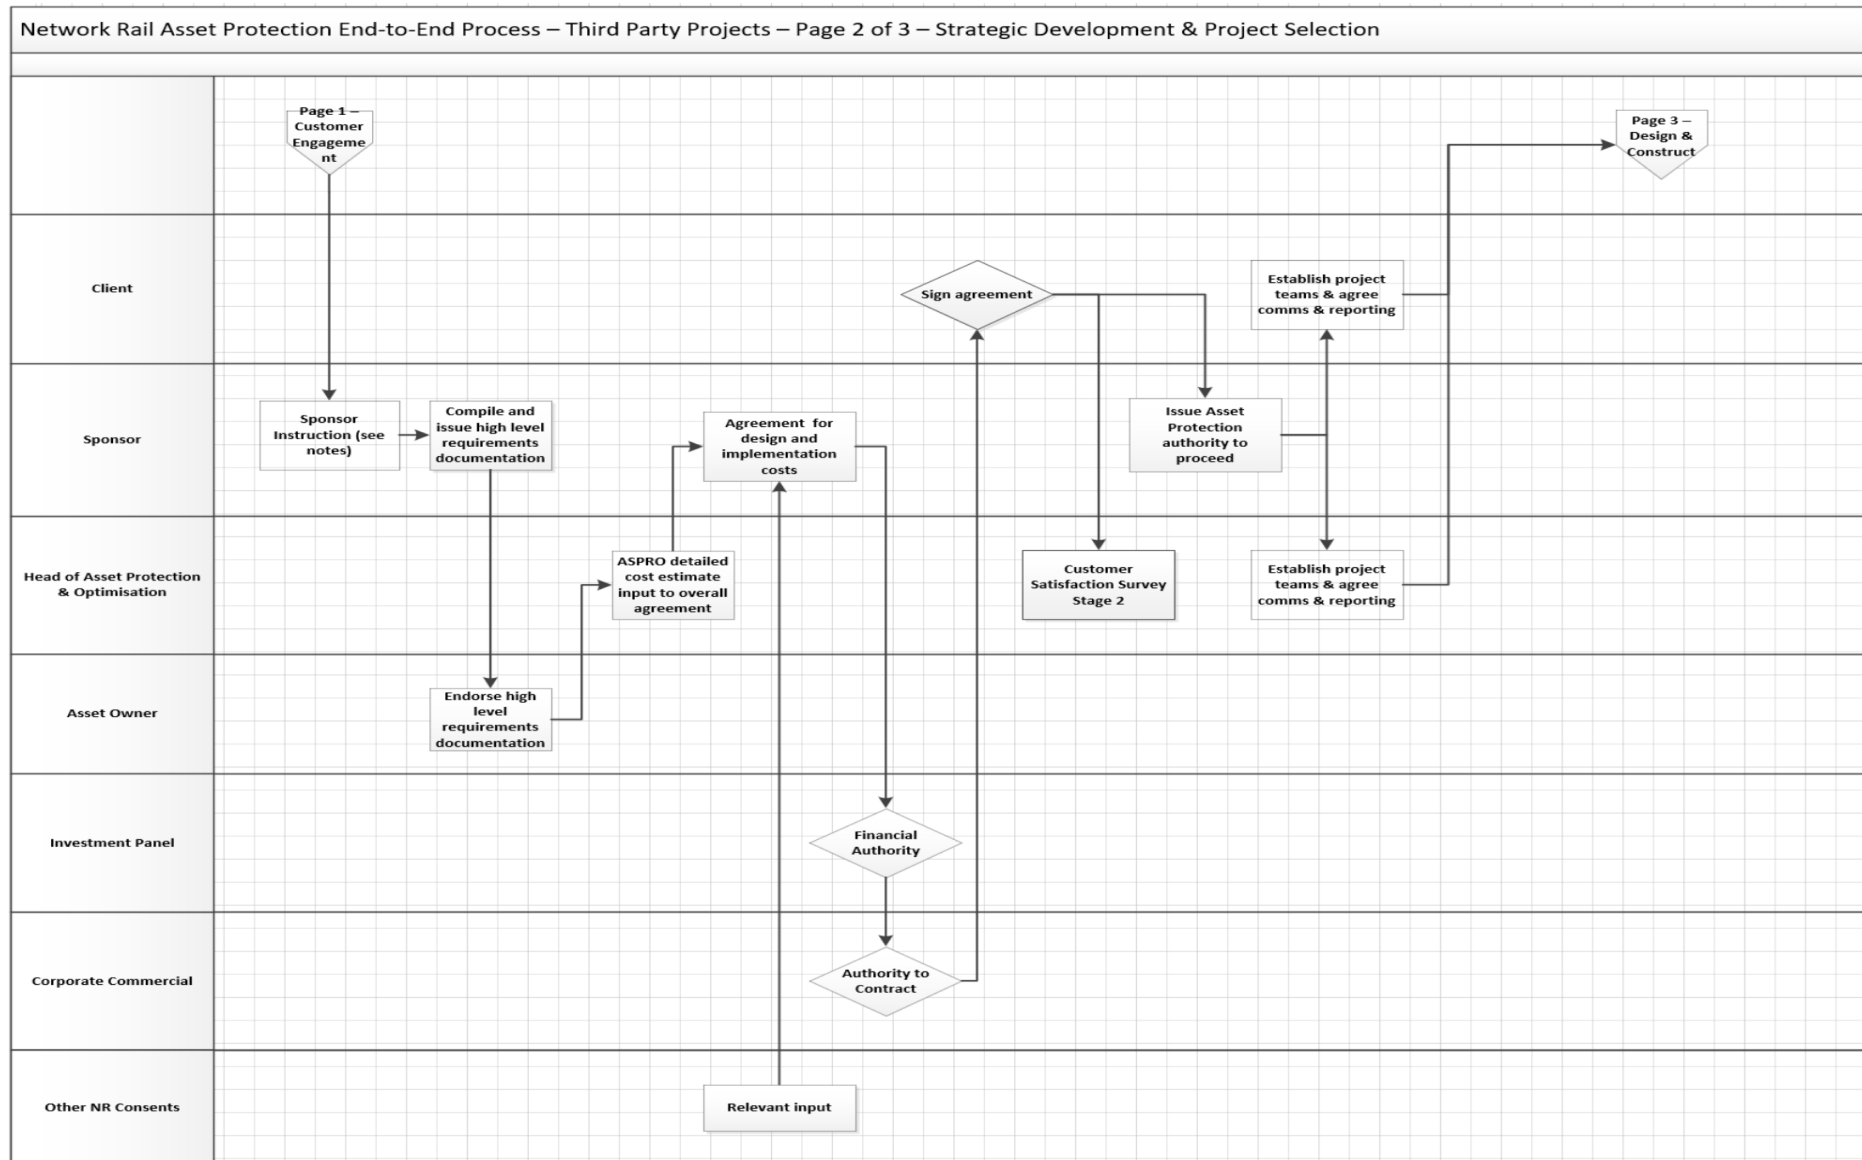 Network Rail Asset Protection End-to-End Process – Third Party Projects – Page 2 of 3 – Strategic Development & Project Selection
Page 1 –
Customer
Engageme
nt
Page 3 –
Design &
Construct
Client
Sign agreement
Establish project
teams & agree
comms & reporting
Sponsor
Sponsor
Instruction (see
notes)
Compile and
issue high level
requirements
documentation
Agreement for
design and
implementation
costs
Issue Asset
Protection
authority to
proceed
Head of Asset Protection
& Optimisation
ASPRO detailed
cost estimate
input to overall
agreement
Customer
Satisfaction Survey
Stage 2
Establish project
teams & agree
comms & reporting
Asset Owner
Endorse high
level
requirements
documentation
Investment Panel
Financial
Authority
Corporate Commercial
Authority to
Contract
Other NR Consents
Relevant input